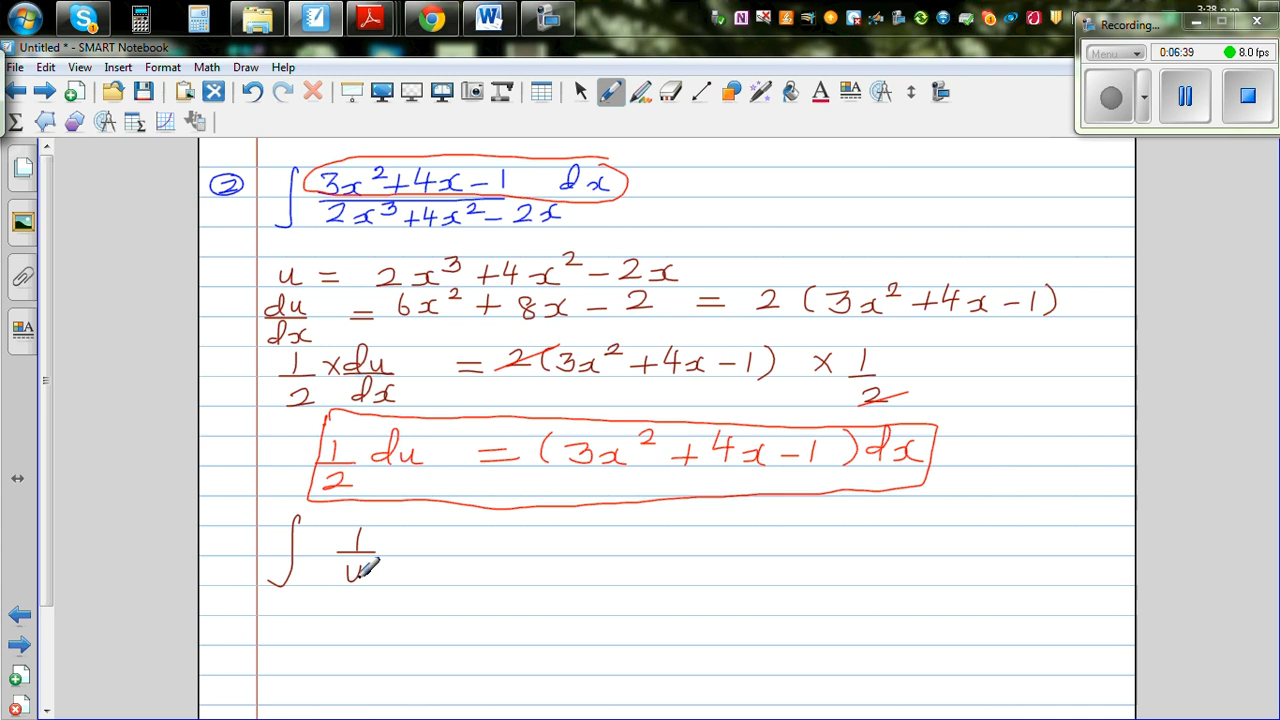 3:38 p.m.
Recording...
Untitled * - SMART Notebook
Menu 0:06:39 8.0 fps
File Edit View Insert Format Math Draw Help
② ∫ 3x²+4x-1 dx
2x³+4x²-2x
u = 2x³+4x²-2x
du/dx = 6x²+8x-2 = 2(3x²+4x-1)
1/2 × du/dx = 2(3x²+4x-1) × 1/2
1/2 du = (3x²+4x-1)dx
∫ 1/u